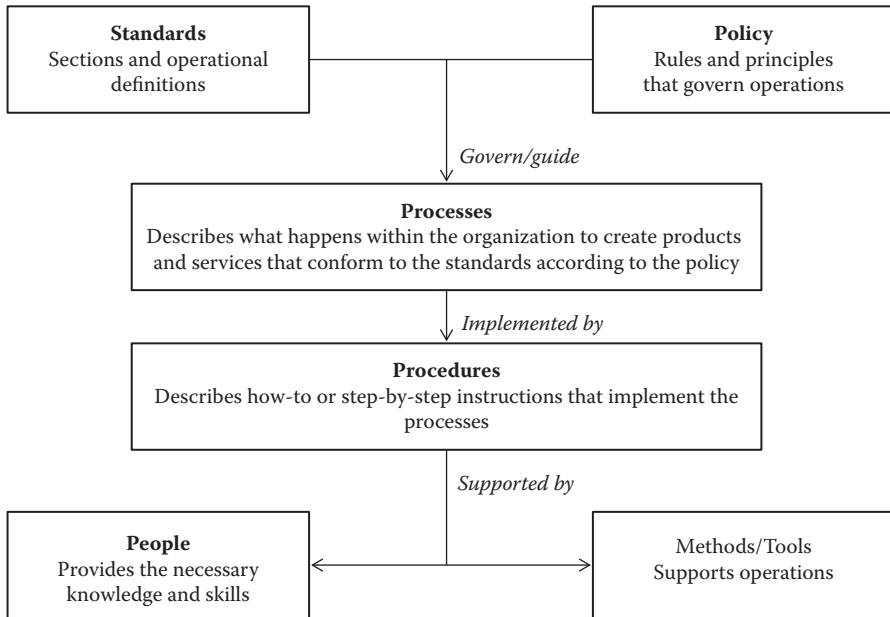 Standards
Sections and operational
definitions
Policy
Rules and principles
that govern operations
Govern/guide
Processes
Describes what happens within the organization to create products
and services that conform to the standards according to the policy
Implemented by
Procedures
Describes how-to or step-by-step instructions that implement the
processes
Supported by
People
Provides the necessary
knowledge and skills
Methods/Tools
Supports operations